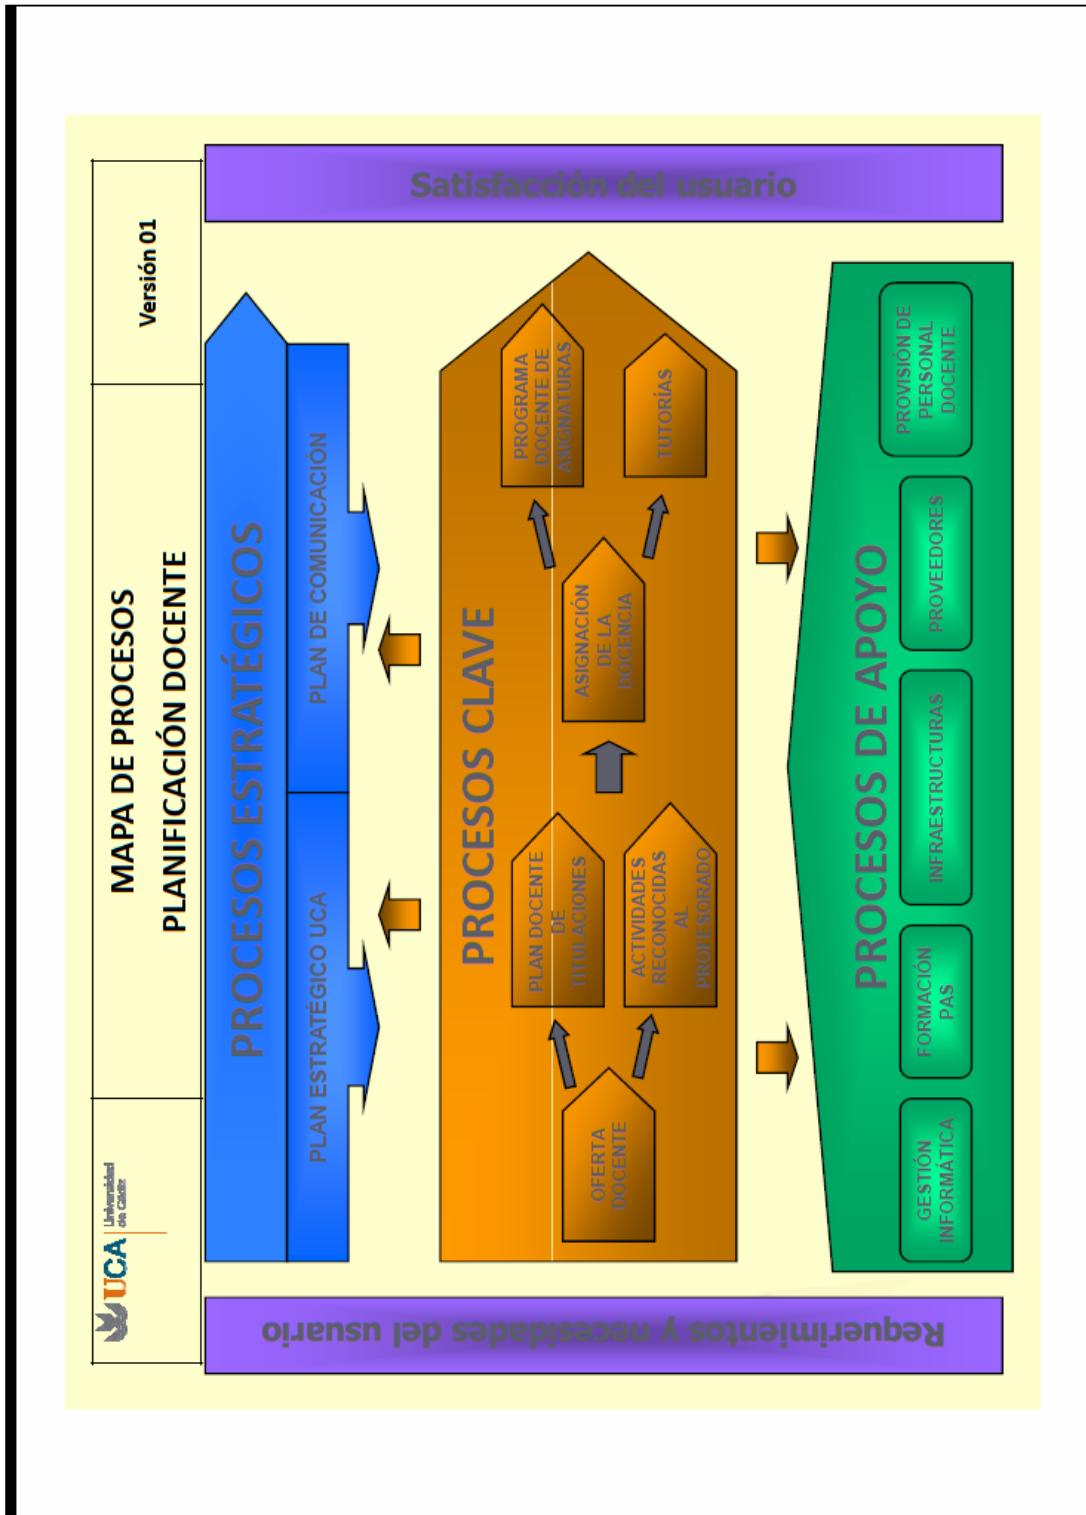 UCA
Universidad
de Cádiz
MAPA DE PROCESOS
PLANIFICACIÓN DOCENTE
Versión 01
Requerimientos y necesidades del usuario
PROCESOS ESTRATÉGICOS
PLAN ESTRATÉGICO UCA
PLAN DE COMUNICACIÓN
PROCESOS CLAVE
OFERTA
DOCENTE
PLAN DOCENTE
DE
TITULACIONES
ACTIVIDADES
RECONOCIDAS
AL
PROFESORADO
ASIGNACIÓN
DE LA
DOCENCIA
PROGRAMA
DOCENTE DE
ASIGNATURAS
TUTORÍAS
PROCESOS DE APOYO
GESTIÓN
INFORMÁTICA
FORMACIÓN
PAS
INFRAESTRUCTURAS
PROVEEDORES
PROVISIÓN DE
PERSONAL
DOCENTE
Satisfacción del usuario